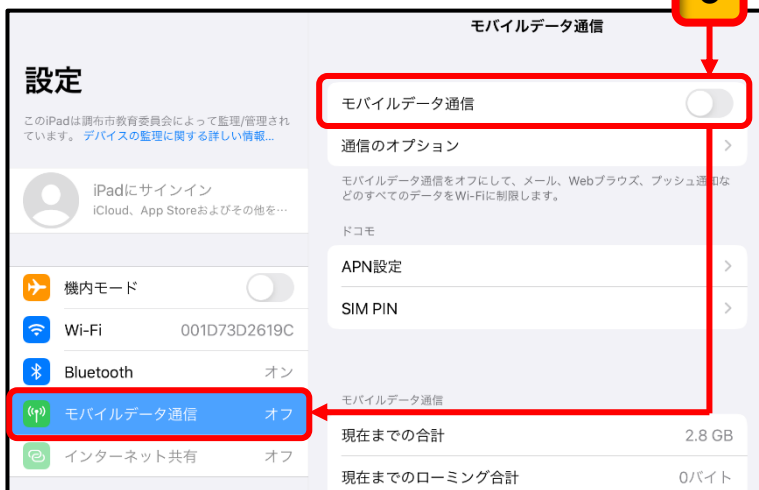 モバイルデータ通信
設定
このiPadは調布市教育委員会によって監理/管理され
ています。デバイスの監理に関する詳しい情報...
iPadにサインイン
iCloud、App Storeおよびその他を…
機内モード
Wi-Fi 001D73D2619C
Bluetooth オン
モバイルデータ通信 オフ
インターネット共有 オフ
モバイルデータ通信
通信のオプション
モバイルデータ通信をオフにして、メール、Webブラウズ、プッシュ通知な
どのすべてのデータをWi-Fiに制限します。
ドコモ
APN設定
SIM PIN
モバイルデータ通信
現在までの合計 2.8 GB
現在までのローミング合計 0バイト